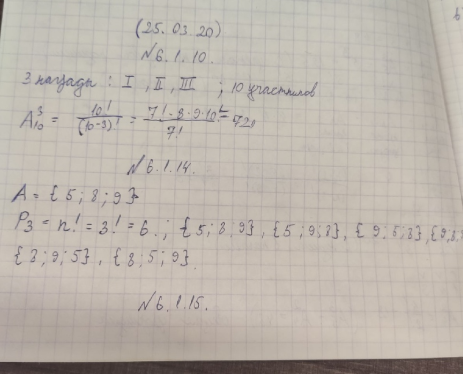 (25.03.20)
№6.1.10.
3 награды : I , II , III ; 10 участников
A³₁₀ = 10!/(10-3)! = 7!·8·9·10/7! = 720
№6.1.14.
A = {5; 8; 9}
P₃ = n! = 3! = 6. ; {5; 8; 9}, {5; 9; 8}, {9; 5; 8}, {9; 8;
{8; 9; 5}, {8; 5; 9}.
№6.1.15.